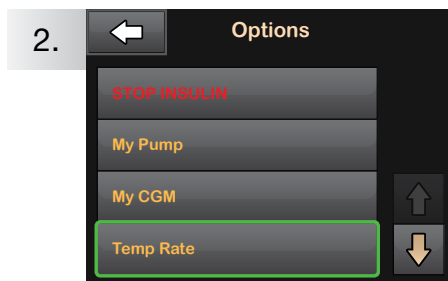 2.
Options
STOP INSULIN
My Pump
My CGM
Temp Rate